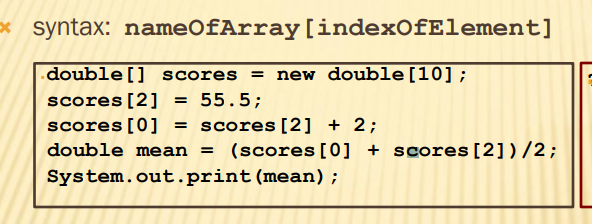 syntax: nameOfArray[indexOfElement]
double[] scores = new double[10];
scores[2] = 55.5;
scores[0] = scores[2] + 2;
double mean = (scores[0] + scores[2])/2;
System.out.print(mean);